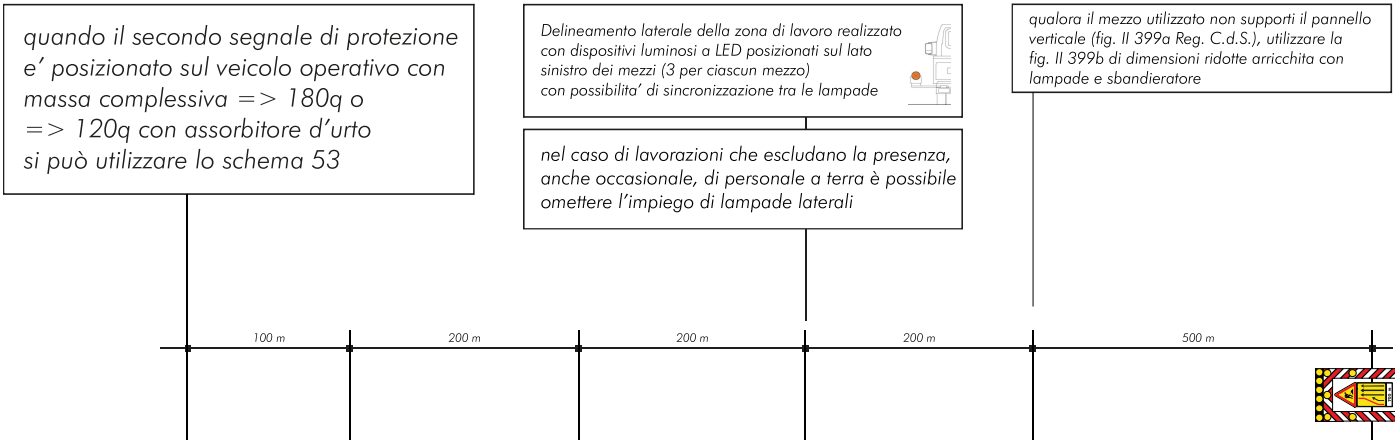 quando il secondo segnale di protezione
e' posizionato sul veicolo operativo con
massa complessiva => 180q o
=> 120q con assorbitore d'urto
si può utilizzare lo schema 53
Delineamento laterale della zona di lavoro realizzato
con dispositivi luminosi a LED posizionati sul lato
sinistro dei mezzi (3 per ciascun mezzo)
con possibilita' di sincronizzazione tra le lampade
nel caso di lavorazioni che escludano la presenza,
anche occasionale, di personale a terra è possibile
omettere l'impiego di lampade laterali
qualora il mezzo utilizzato non supporti il pannello
verticale (fig. II 399a Reg. C.d.S.), utilizzare la
fig. II 399b di dimensioni ridotte arricchita con
lampade e sbandieratore
100 m
200 m
200 m
200 m
500 m